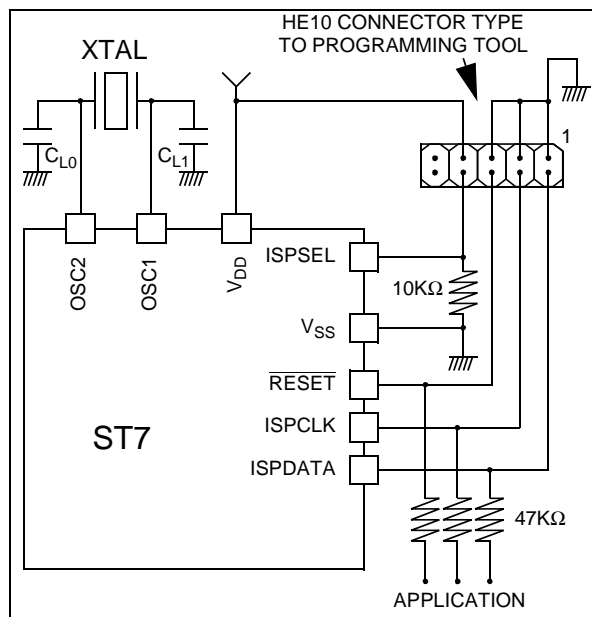 HE10 CONNECTOR TYPE
TO PROGRAMMING TOOL
XTAL
1
CL0
CL1
OSC2
OSC1
VDD
ISPSEL
10KΩ
VSS
RESET
ST7
ISPCLK
ISPDATA
47KΩ
APPLICATION